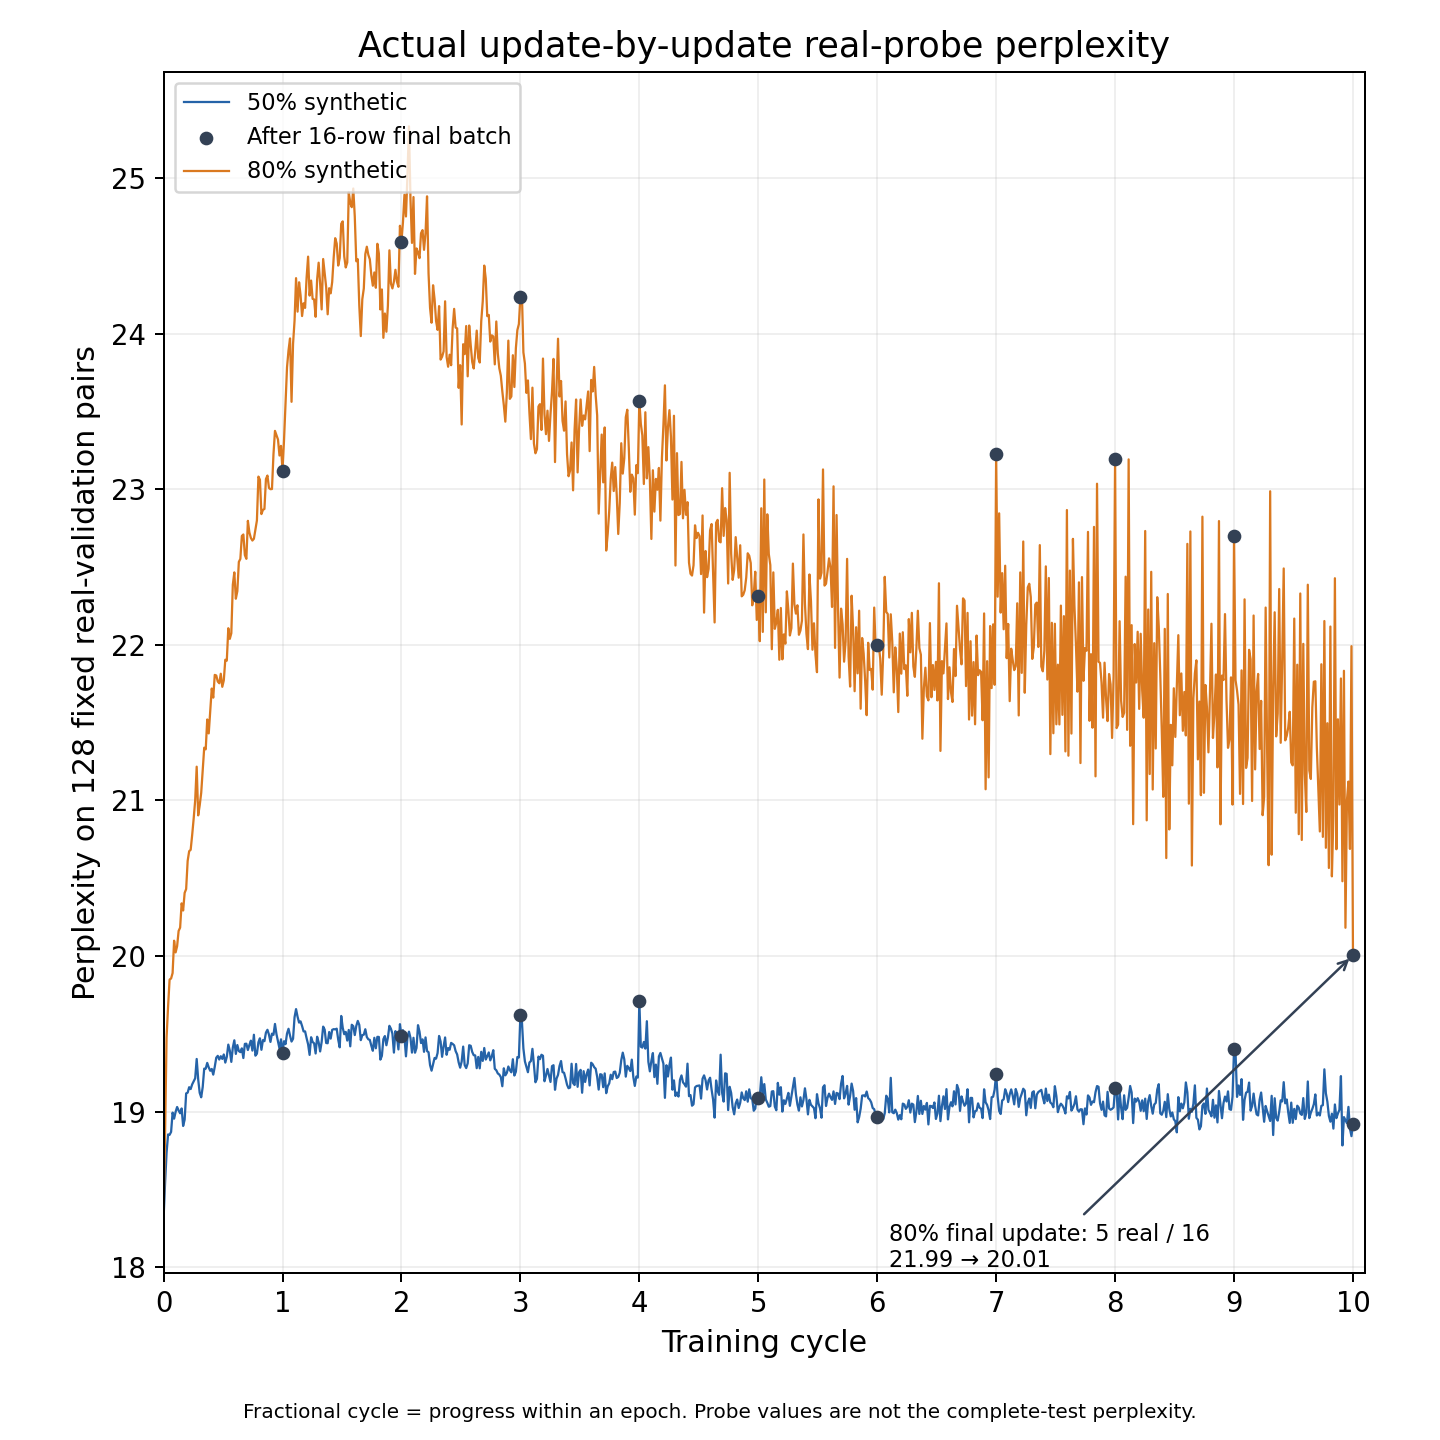 Actual update-by-update real-probe perplexity
50% synthetic
After 16-row final batch
80% synthetic
Perplexity on 128 fixed real-validation pairs
25
24
23
22
21
20
19
18
80% final update: 5 real / 16
21.99 → 20.01
0 1 2 3 4 5 6 7 8 9 10
Training cycle
Fractional cycle = progress within an epoch. Probe values are not the complete-test perplexity.